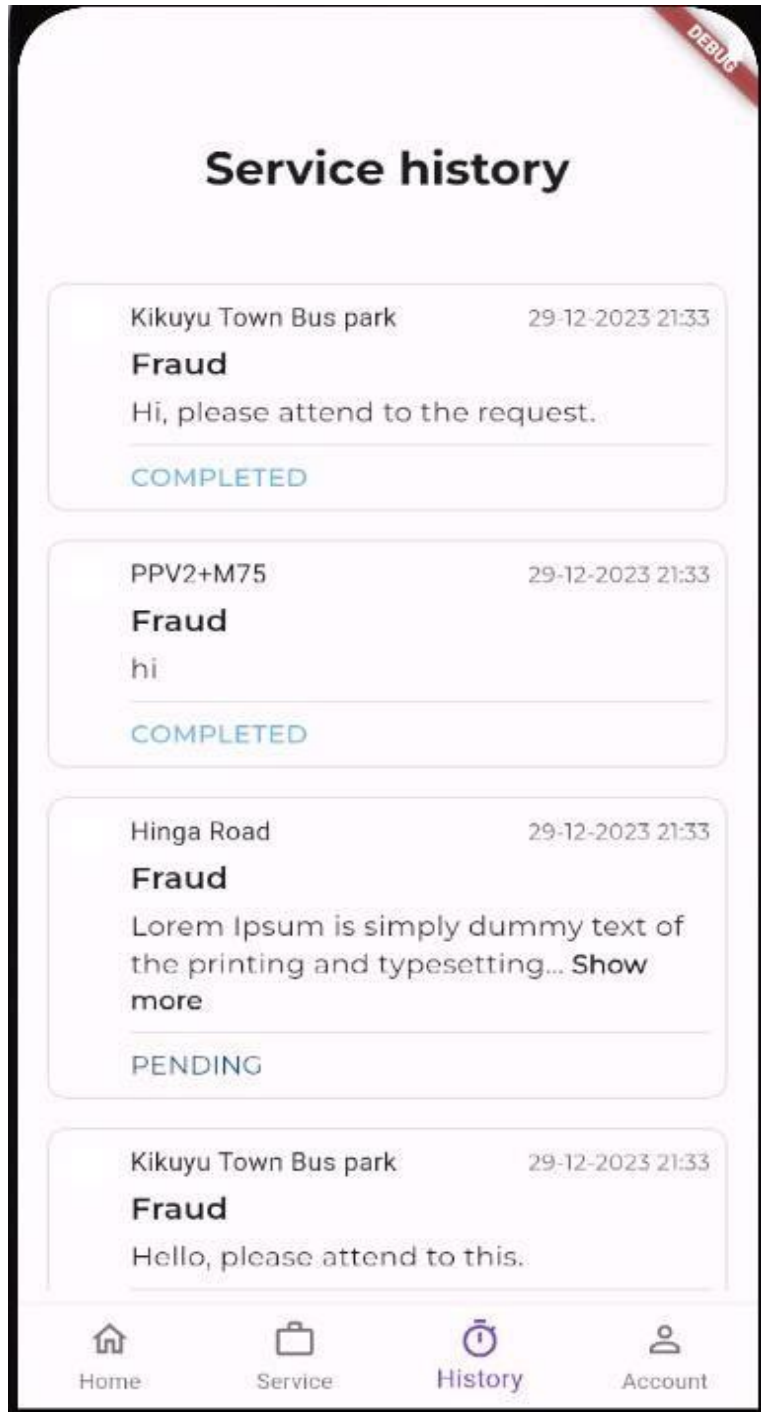 DEBUG
Service history
Kikuyu Town Bus park 29-12-2023 21:33
Fraud
Hi, please attend to the request.
COMPLETED
PPV2+M75 29-12-2023 21:33
Fraud
hi
COMPLETED
Hinga Road 29-12-2023 21:33
Fraud
Lorem Ipsum is simply dummy text of
the printing and typesetting... Show
more
PENDING
Kikuyu Town Bus park 29-12-2023 21:33
Fraud
Hello, please attend to this.
Home Service History Account